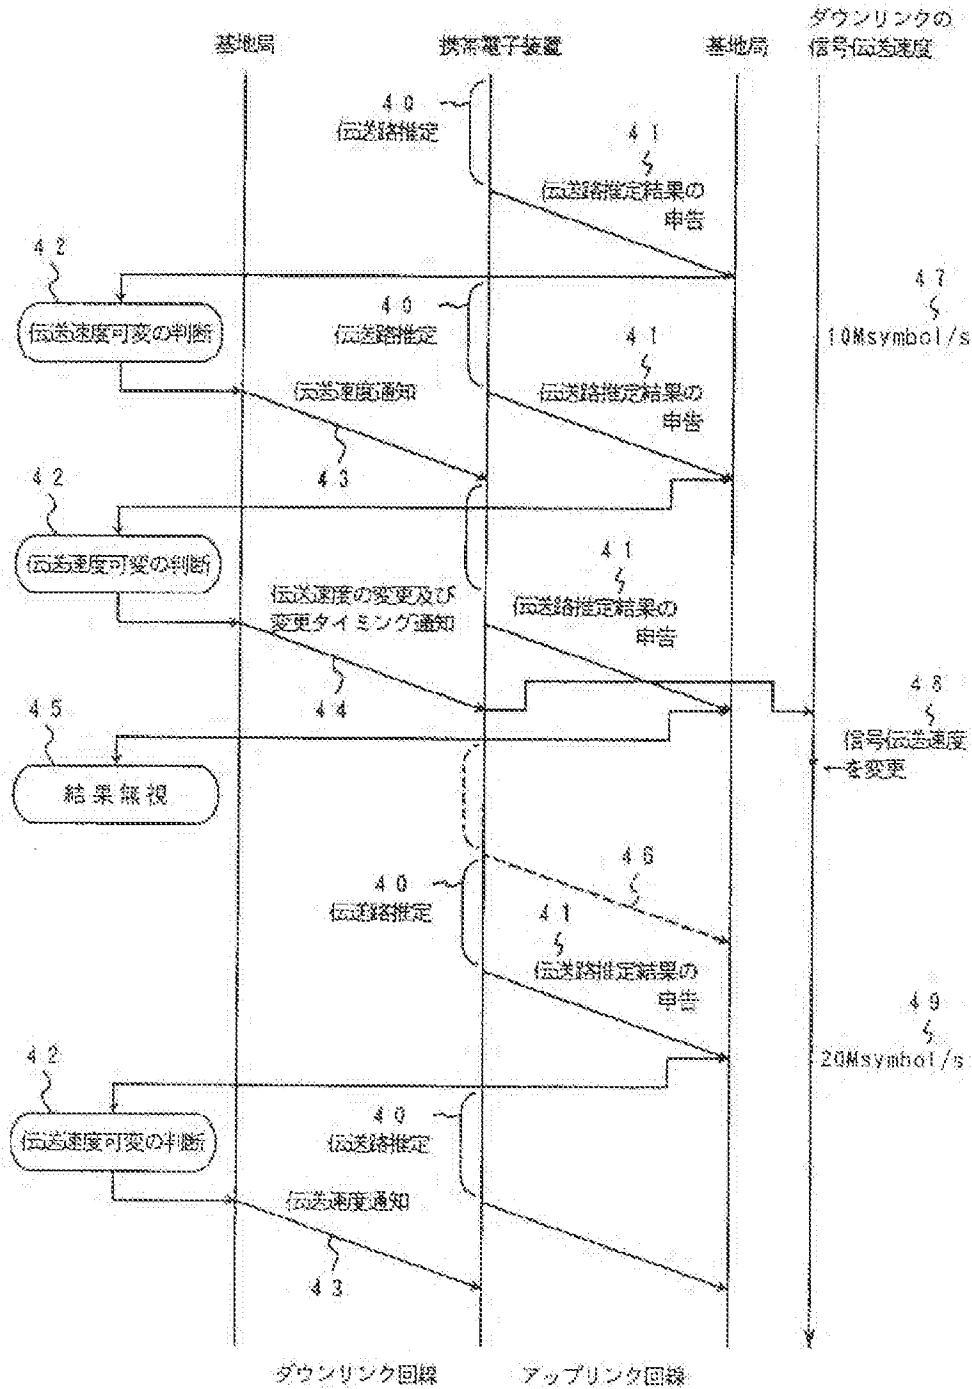 ダウンリンクの
信号伝送速度
基地局
携帯電子装置
基地局
40
伝送路推定
41
伝送路推定結果の
申告
42
伝送速度可変の判断
40
伝送路推定
41
伝送路推定結果の
申告
47
10Msymbol/s
伝送速度通知
43
42
伝送速度可変の判断
41
伝送路推定結果の
申告
伝送速度の変更及び
変更タイミング通知
44
45
結果無視
48
信号伝送速度
←を変更
46
40
伝送路推定
41
伝送路推定結果の
申告
49
20Msymbol/s
42
伝送速度可変の判断
40
伝送路推定
伝送速度通知
43
ダウンリンク回線
アップリンク回線